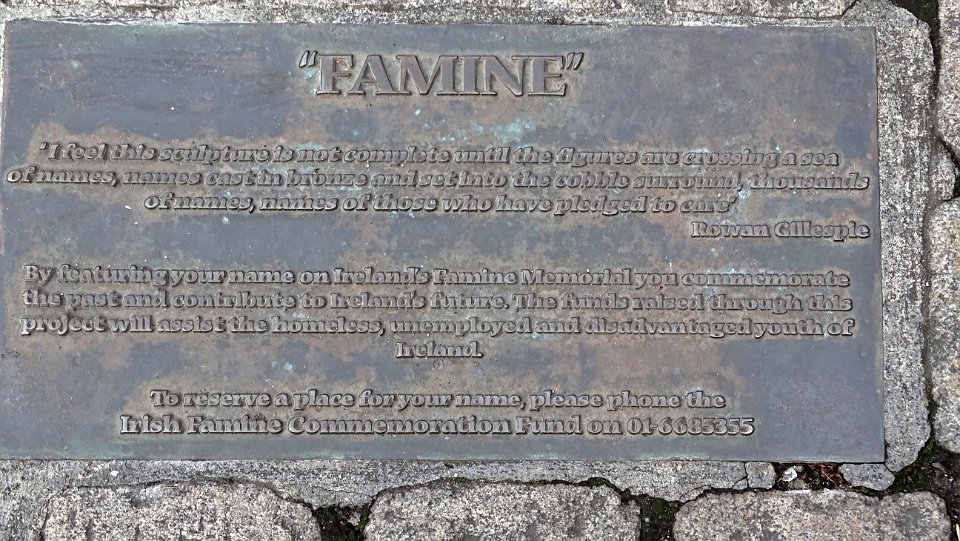 "FAMINE"
"I feel this sculpture is not complete until the figures are crossing a sea
of names, names cast in bronze and set into the cobble surround, thousands
of names, names of those who have pledged to care"
Rowan Gillespie
By featuring your name on Ireland's Famine Memorial you commemorate
the past and contribute to Ireland's future. The funds raised through this
project will assist the homeless, unemployed and disadvantaged youth of
Ireland.
To reserve a place for your name, please phone the
Irish Famine Commemoration Fund on 01-6685355